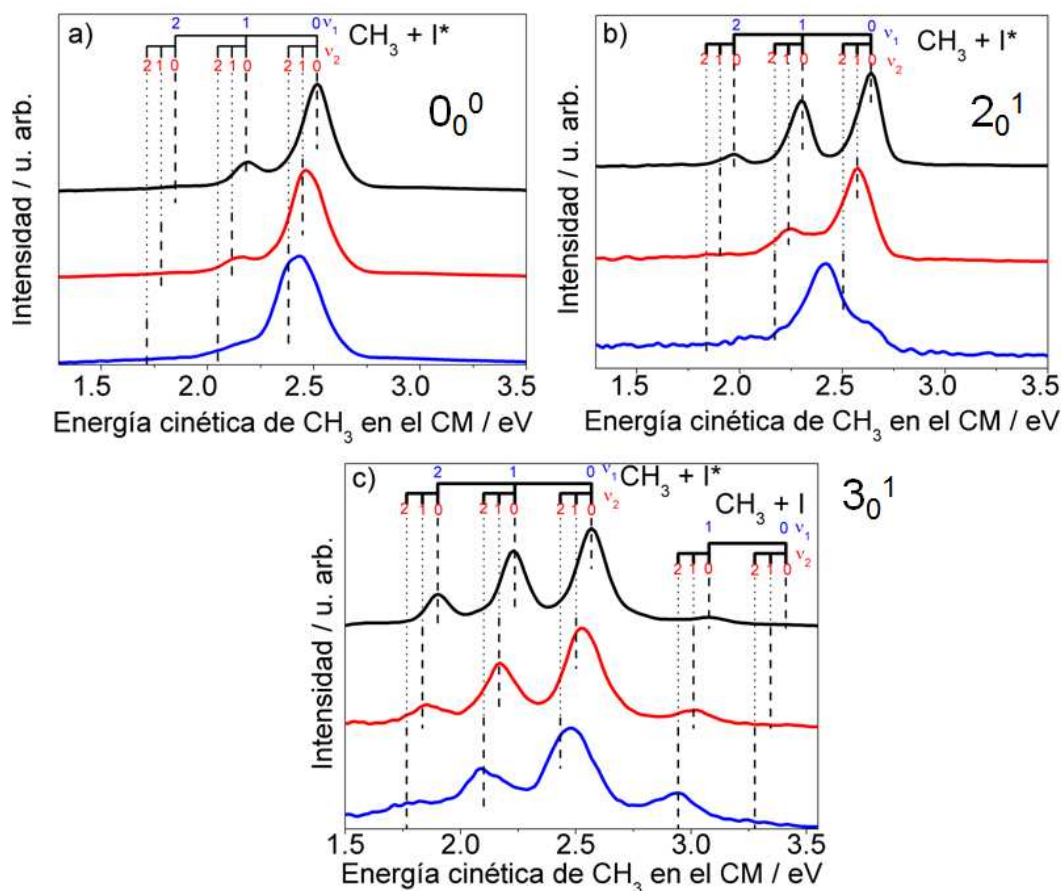 a)
2 1 0 ν₁
CH₃ + I*
2 1 0 2 1 0 2 1 0 ν₂
0₀⁰
Intensidad / u. arb.
1.5 2.0 2.5 3.0 3.5
Energía cinética de CH₃ en el CM / eV
b)
2 1 0 ν₁
CH₃ + I*
2 1 0 2 1 0 2 1 0 ν₂
2₀¹
Intensidad / u. arb.
1.5 2.0 2.5 3.0 3.5
Energía cinética de CH₃ en el CM / eV
c)
2 1 0 ν₁ CH₃ + I*
2 1 0 2 1 0 2 1 0 ν₂
3₀¹
CH₃ + I
1 0 ν₁
2 1 0 2 1 0 ν₂
Intensidad / u. arb.
1.5 2.0 2.5 3.0 3.5
Energía cinética de CH₃ en el CM / eV